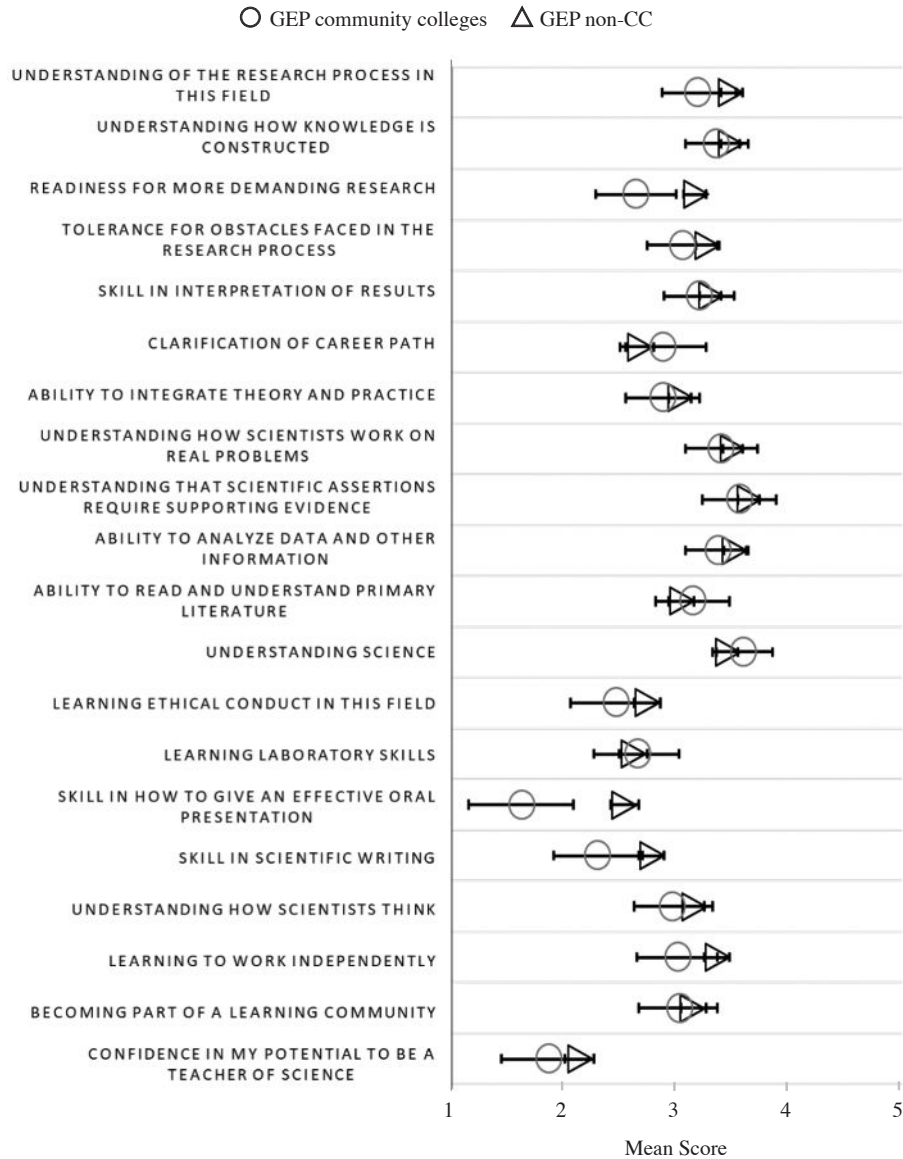 GEP community colleges GEP non-CC
UNDERSTANDING OF THE RESEARCH PROCESS IN
THIS FIELD
UNDERSTANDING HOW KNOWLEDGE IS
CONSTRUCTED
READINESS FOR MORE DEMANDING RESEARCH
TOLERANCE FOR OBSTACLES FACED IN THE
RESEARCH PROCESS
SKILL IN INTERPRETATION OF RESULTS
CLARIFICATION OF CAREER PATH
ABILITY TO INTEGRATE THEORY AND PRACTICE
UNDERSTANDING HOW SCIENTISTS WORK ON
REAL PROBLEMS
UNDERSTANDING THAT SCIENTIFIC ASSERTIONS
REQUIRE SUPPORTING EVIDENCE
ABILITY TO ANALYZE DATA AND OTHER
INFORMATION
ABILITY TO READ AND UNDERSTAND PRIMARY
LITERATURE
UNDERSTANDING SCIENCE
LEARNING ETHICAL CONDUCT IN THIS FIELD
LEARNING LABORATORY SKILLS
SKILL IN HOW TO GIVE AN EFFECTIVE ORAL
PRESENTATION
SKILL IN SCIENTIFIC WRITING
UNDERSTANDING HOW SCIENTISTS THINK
LEARNING TO WORK INDEPENDENTLY
BECOMING PART OF A LEARNING COMMUNITY
CONFIDENCE IN MY POTENTIAL TO BE A
TEACHER OF SCIENCE
1 2 3 4 5
Mean Score